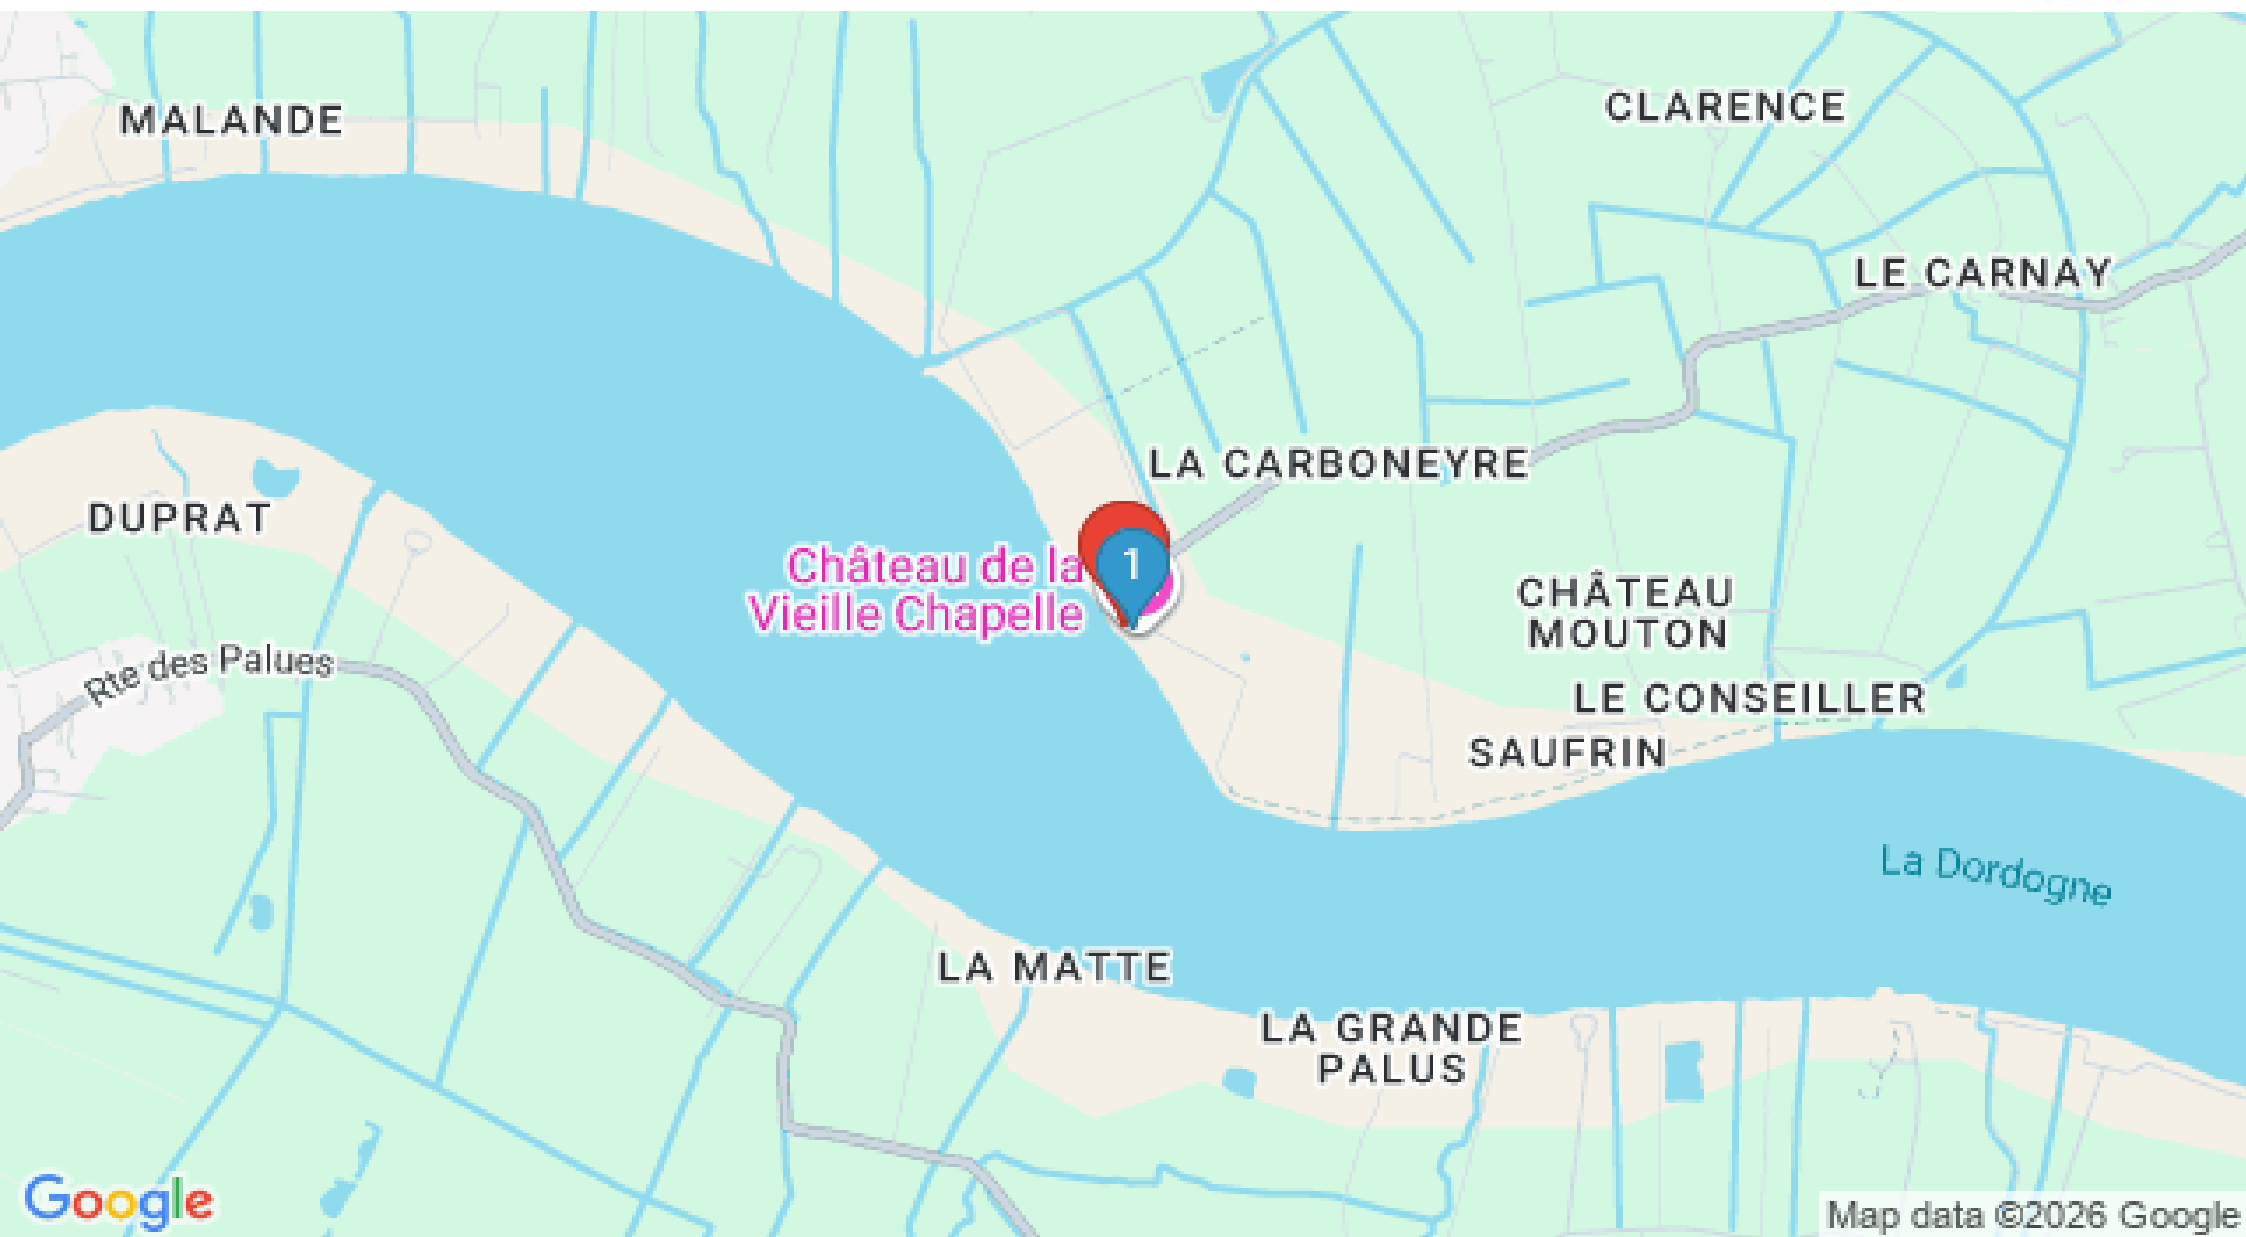 CLARENCE
MALANDE
LE CARNAY
LA CARBONEYRE
DUPRAT
1
Château de la
Vieille Chapelle
CHÂTEAU
MOUTON
Rte des Palues
LE CONSEILLER
SAUFRIN
La Dordogne
LA MATTE
LA GRANDE
PALUS
Google
Map data ©2026 Google